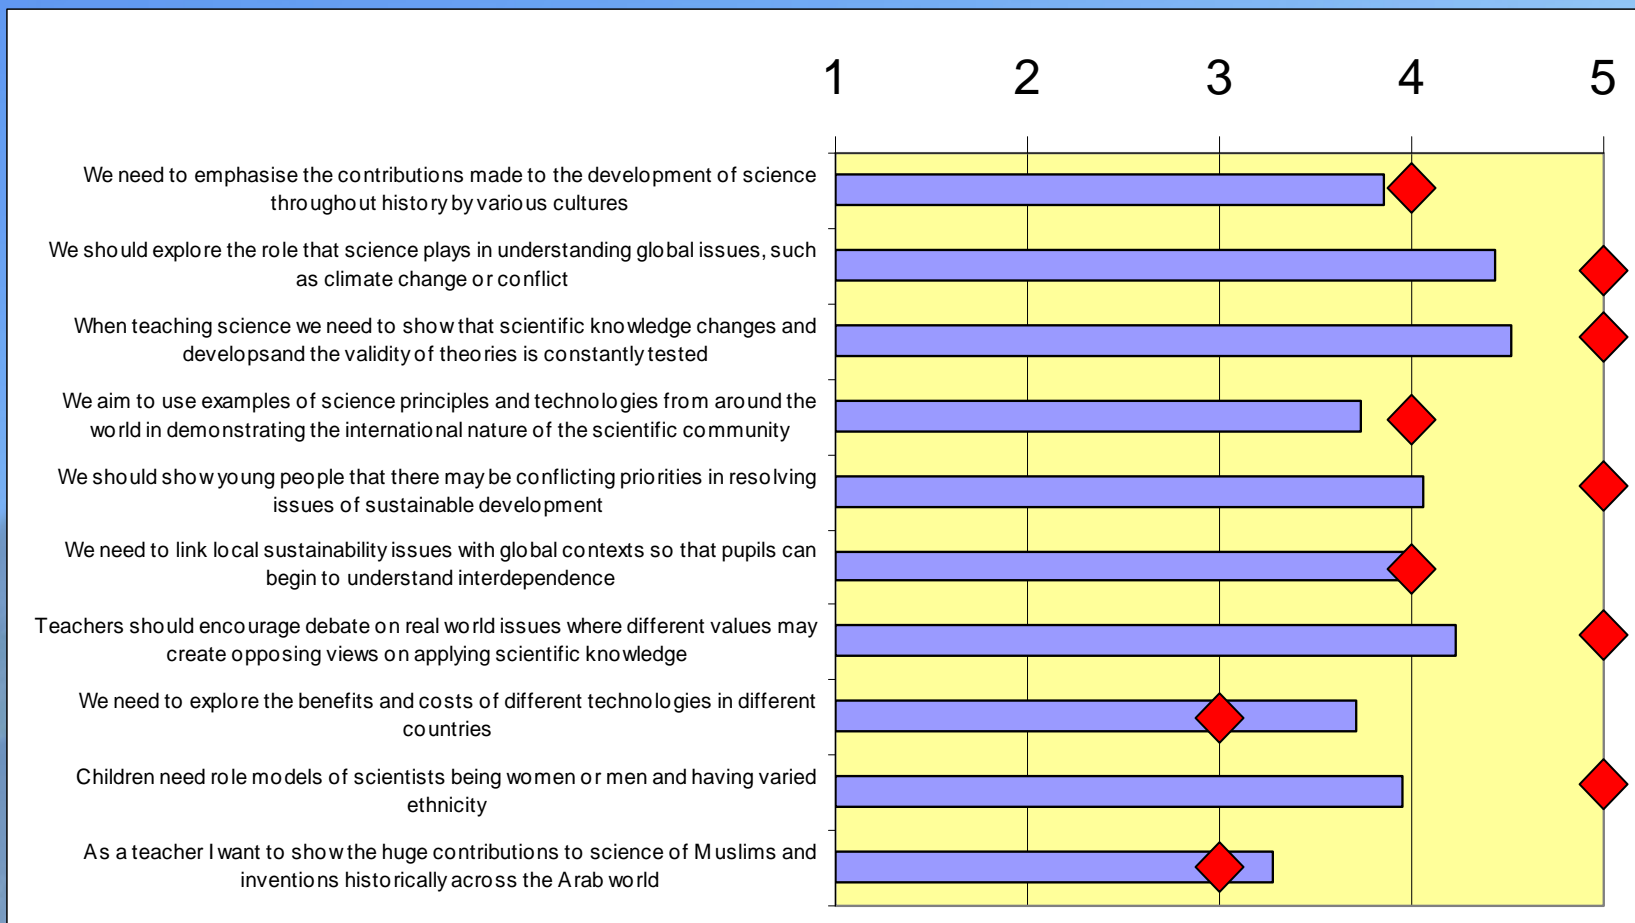 1 2 3 4 5
We need to emphasise the contributions made to the development of science
throughout history by various cultures
We should explore the role that science plays in understanding global issues, such
as climate change or conflict
When teaching science we need to show that scientific knowledge changes and
developsand the validity of theories is constantly tested
We aim to use examples of science principles and technologies from around the
world in demonstrating the international nature of the scientific community
We should show young people that there may be conflicting priorities in resolving
issues of sustainable development
We need to link local sustainability issues with global contexts so that pupils can
begin to understand interdependence
Teachers should encourage debate on real world issues where different values may
create opposing views on applying scientific knowledge
We need to explore the benefits and costs of different technologies in different
countries
Children need role models of scientists being women or men and having varied
ethnicity
As a teacher I want to show the huge contributions to science of Muslims and
inventions historically across the Arab world